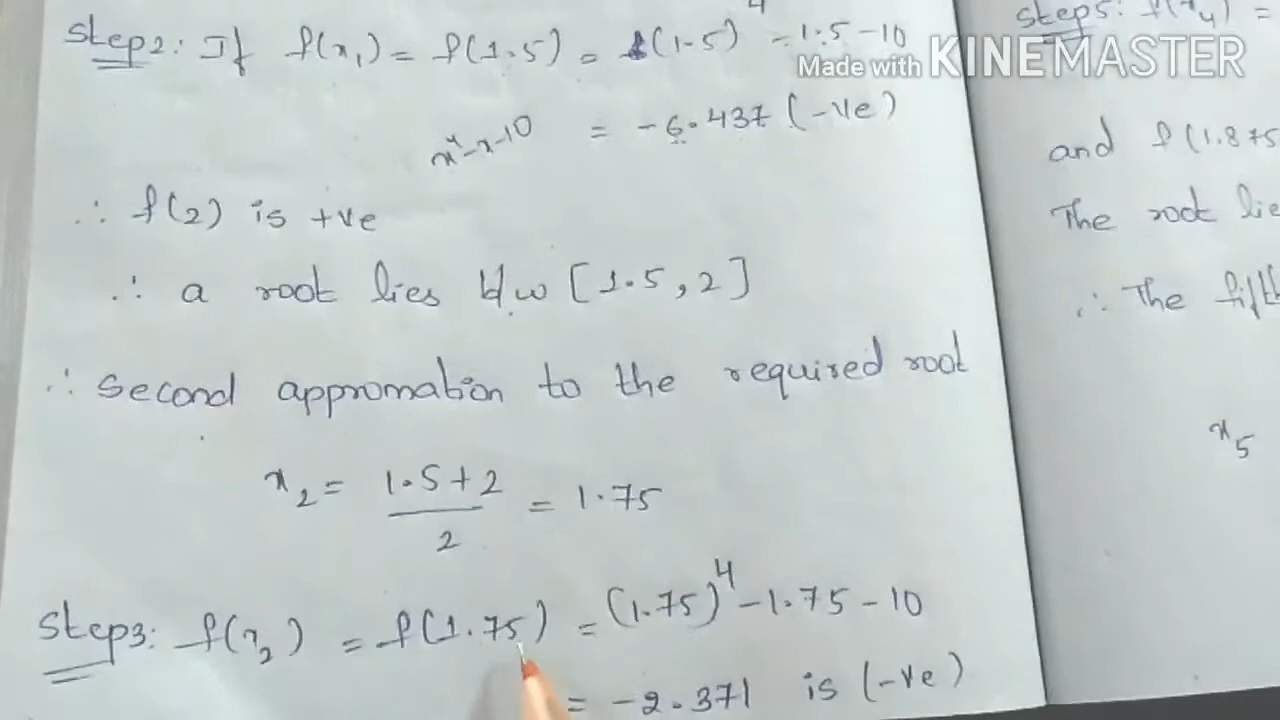 Step2: If f(x₁) = f(1.5) = (1.5)⁴ - 1.5 - 10
Made with KINEMASTER
x⁴-x-10 = -6.437 (-ve)
∴ f(2) is +ve
∴ a root lies b/w [1.5, 2]
∴ Second appromation to the required root
x₂ = (1.5+2)/2 = 1.75
Step3: f(x₂) = f(1.75) = (1.75)⁴ - 1.75 - 10
= -2.371 is (-ve)
Step5: f(x₄) =
and f(1.875
The root lie
∴ The fifth
x₅